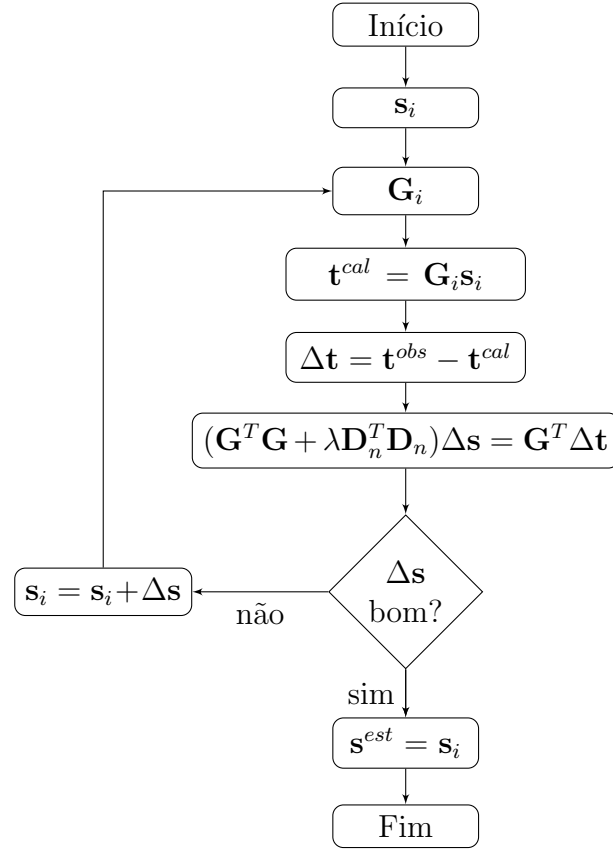 Início
s_i
G_i
t^{cal} = G_i s_i
Δt = t^{obs} − t^{cal}
(G^T G + λD_n^T D_n)Δs = G^T Δt
Δs
bom?
s_i = s_i + Δs
não
sim
s^{est} = s_i
Fim